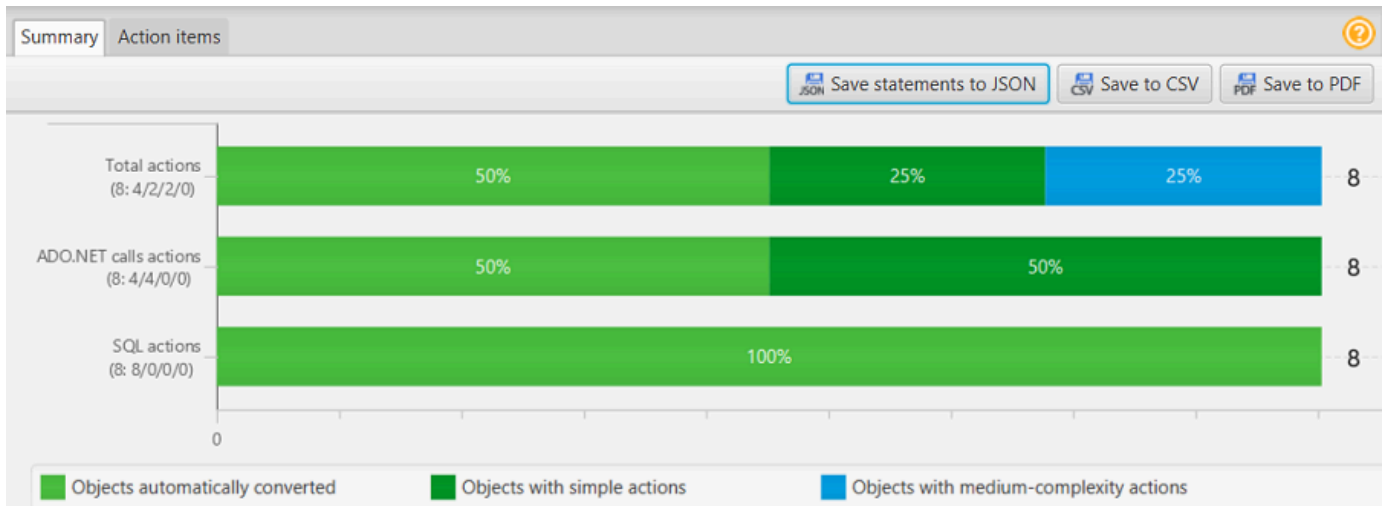 Summary Action items
JSON Save statements to JSON CSV Save to CSV PDF Save to PDF
Total actions
(8: 4/2/2/0)
50% 25% 25% 8
ADO.NET calls actions
(8: 4/4/0/0)
50% 50% 8
SQL actions
(8: 8/0/0/0)
100% 8
0
Objects automatically converted Objects with simple actions Objects with medium-complexity actions